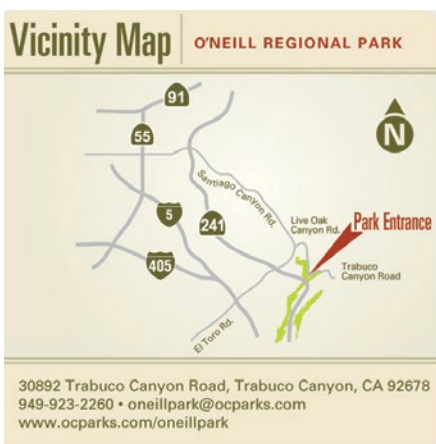 Vicinity Map
O'NEILL REGIONAL PARK
91
55
N
Santiago Canyon Rd.
5
241
Live Oak
Canyon Rd.
Park Entrance
405
Trabuco
Canyon Road
El Toro Rd.
30892 Trabuco Canyon Road, Trabuco Canyon, CA 92678
949-923-2260 • oneillpark@ocparks.com
www.ocparks.com/oneillpark